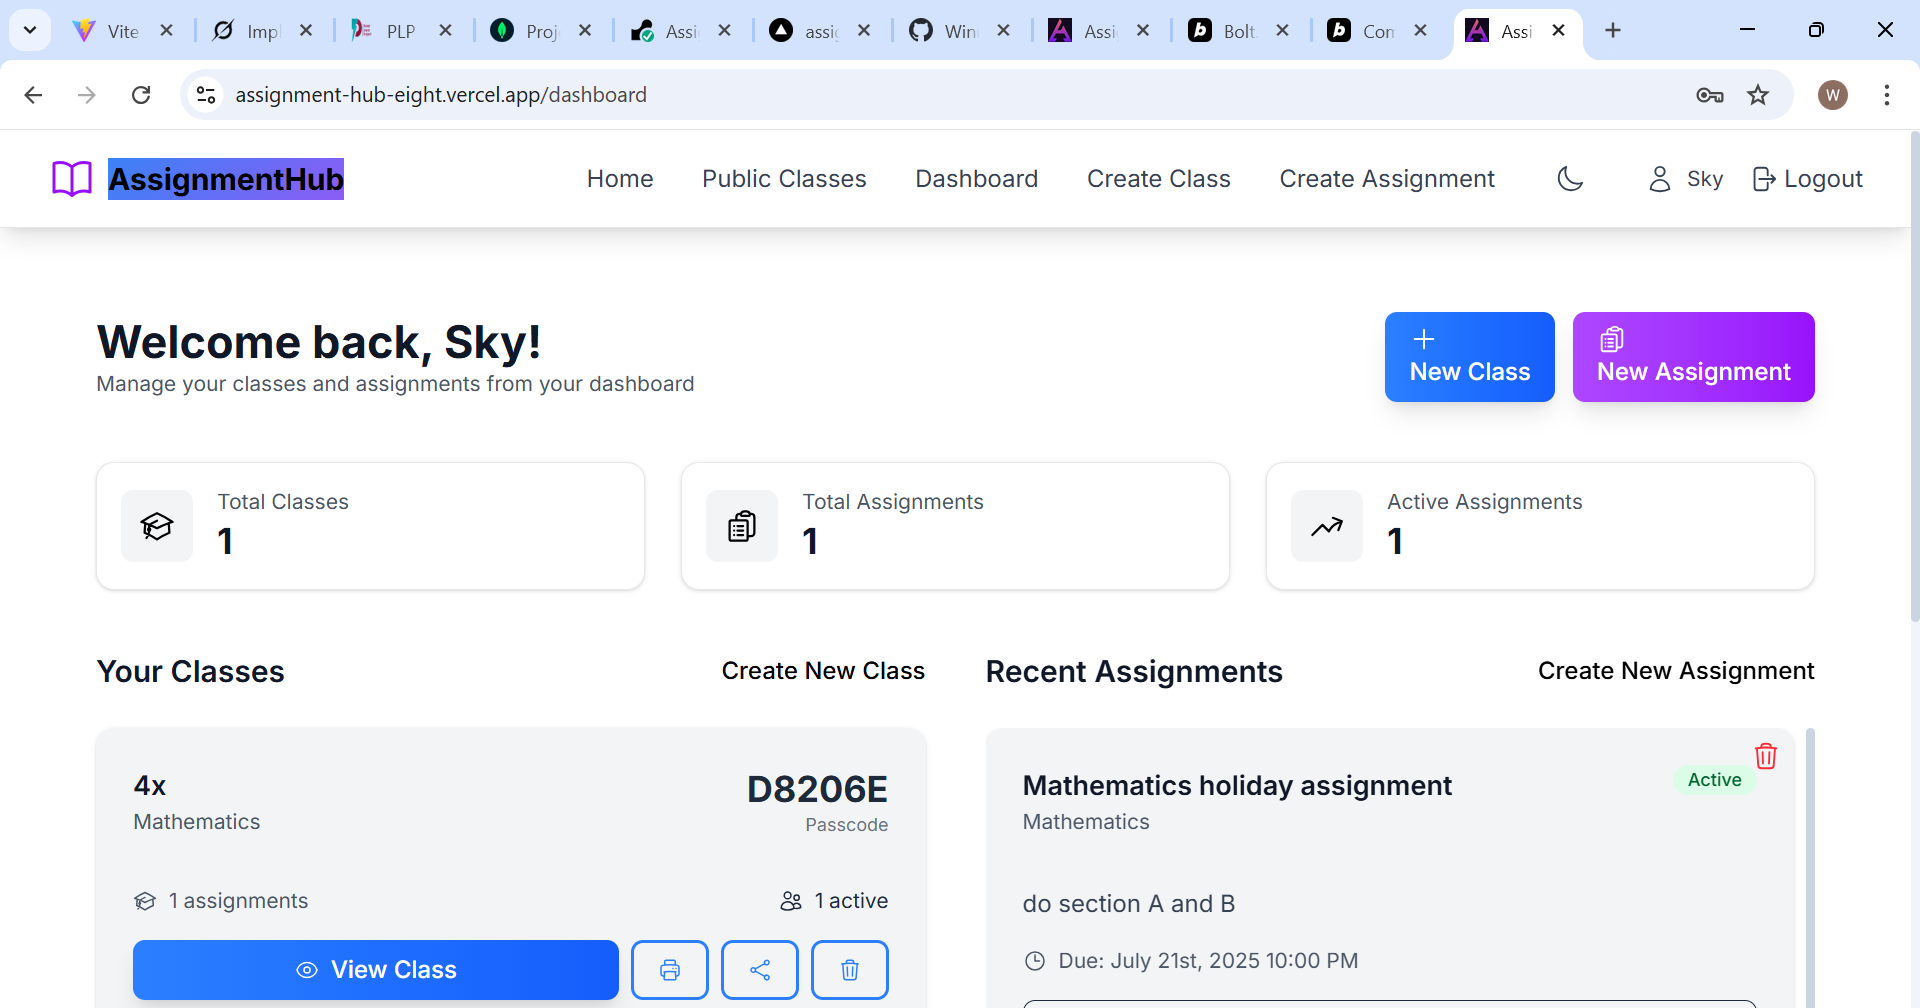 Vite
Imp
PLP
Proj
Assi
assig
Win
Assi
Bolt
Con
Assi
assignment-hub-eight.vercel.app/dashboard
W
AssignmentHub
Home
Public Classes
Dashboard
Create Class
Create Assignment
Sky
Logout
Welcome back, Sky!
Manage your classes and assignments from your dashboard
New Class
New Assignment
Total Classes
1
Total Assignments
1
Active Assignments
1
Your Classes
Create New Class
4x
D8206E
Mathematics
Passcode
1 assignments
1 active
View Class
Recent Assignments
Create New Assignment
Mathematics holiday assignment
Active
Mathematics
do section A and B
Due: July 21st, 2025 10:00 PM